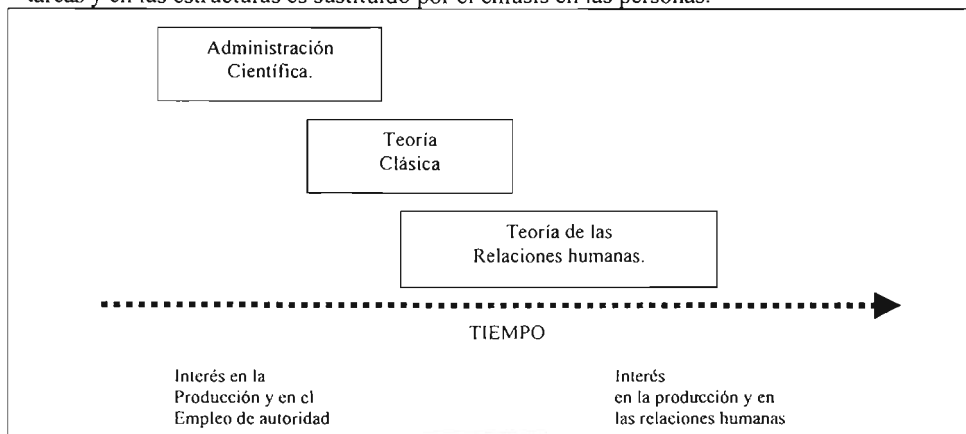 tareas y en las estructuras es sustituido por el énfasis en las personas.
Administración
Científica.
Teoría
Clásica
Teoría de las
Relaciones humanas.
TIEMPO
Interés en la
Producción y en el
Empleo de autoridad
Interés
en la producción y en
las relaciones humanas